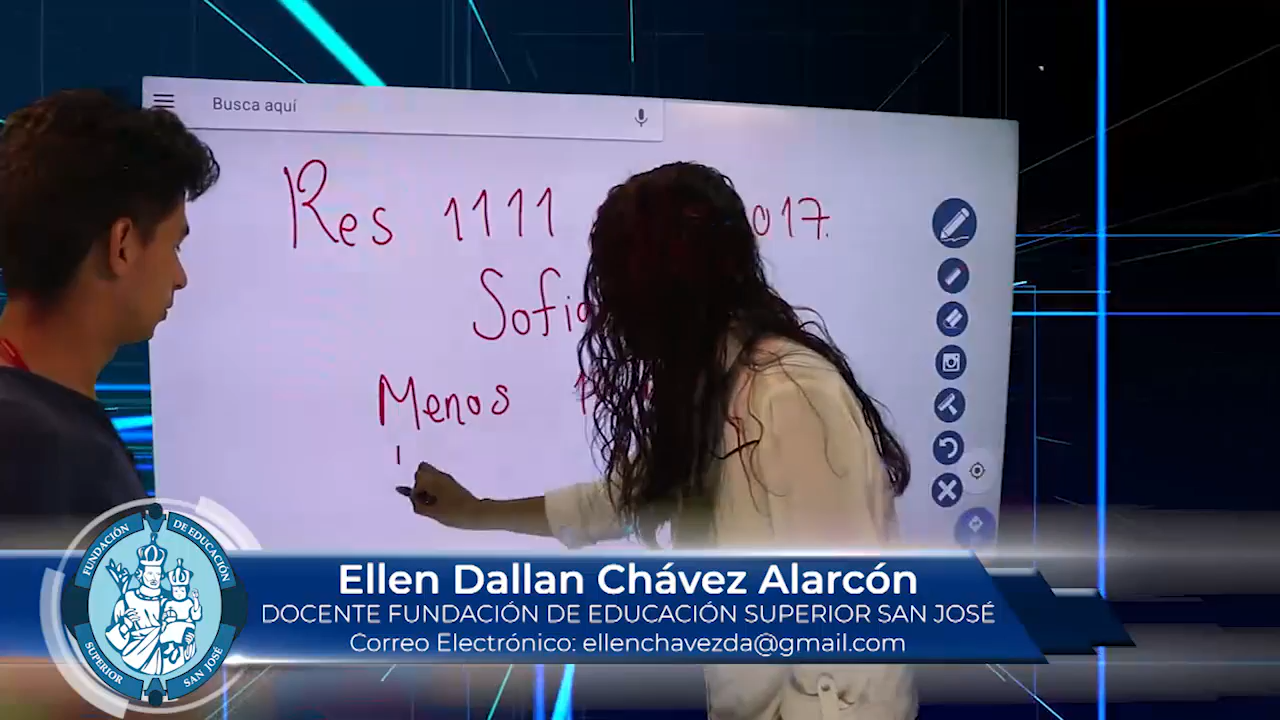 Busca aquí
Res 1111 017.
Sofia
Menos
Ellen Dallan Chávez Alarcón
DOCENTE FUNDACIÓN DE EDUCACIÓN SUPERIOR SAN JOSÉ
Correo Electrónico: ellenchavezda@gmail.com
FUNDACIÓN DE EDUCACIÓN
SUPERIOR SAN JOSÉ